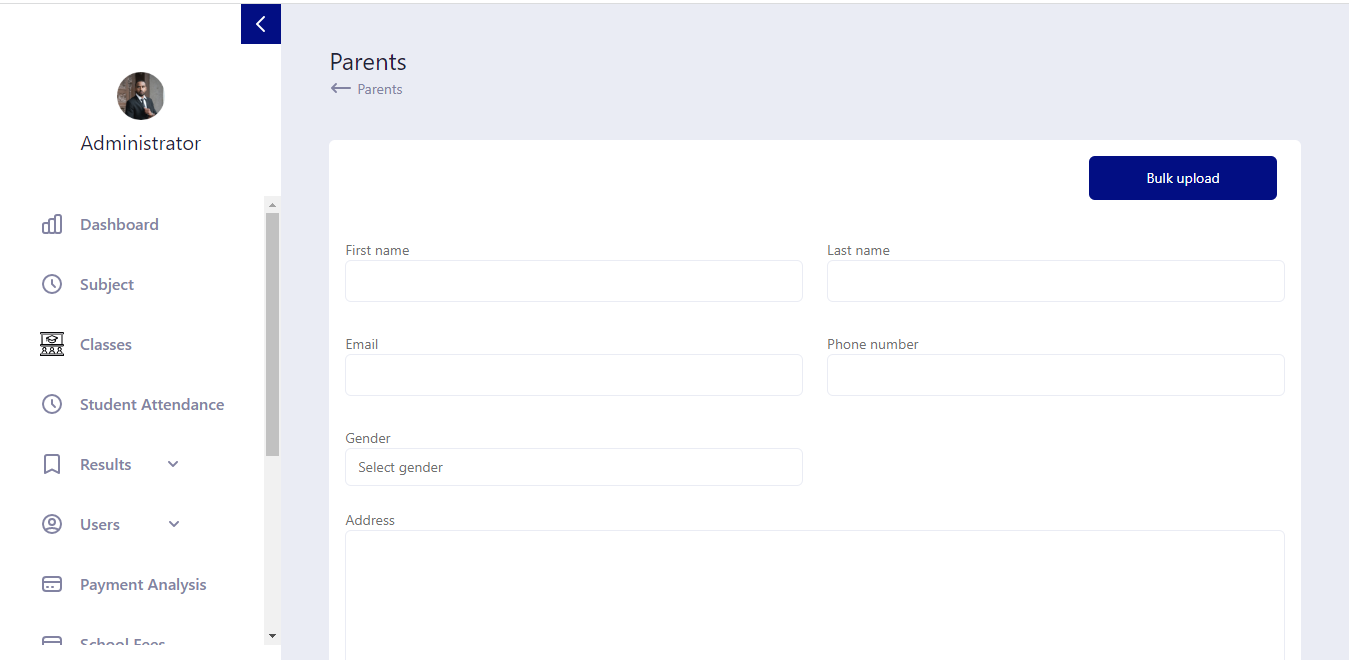 Administrator
Dashboard
Subject
Classes
Student Attendance
Results
Users
Payment Analysis
School Fees
Parents
Parents
Bulk upload
First name
Last name
Email
Phone number
Gender
Select gender
Address